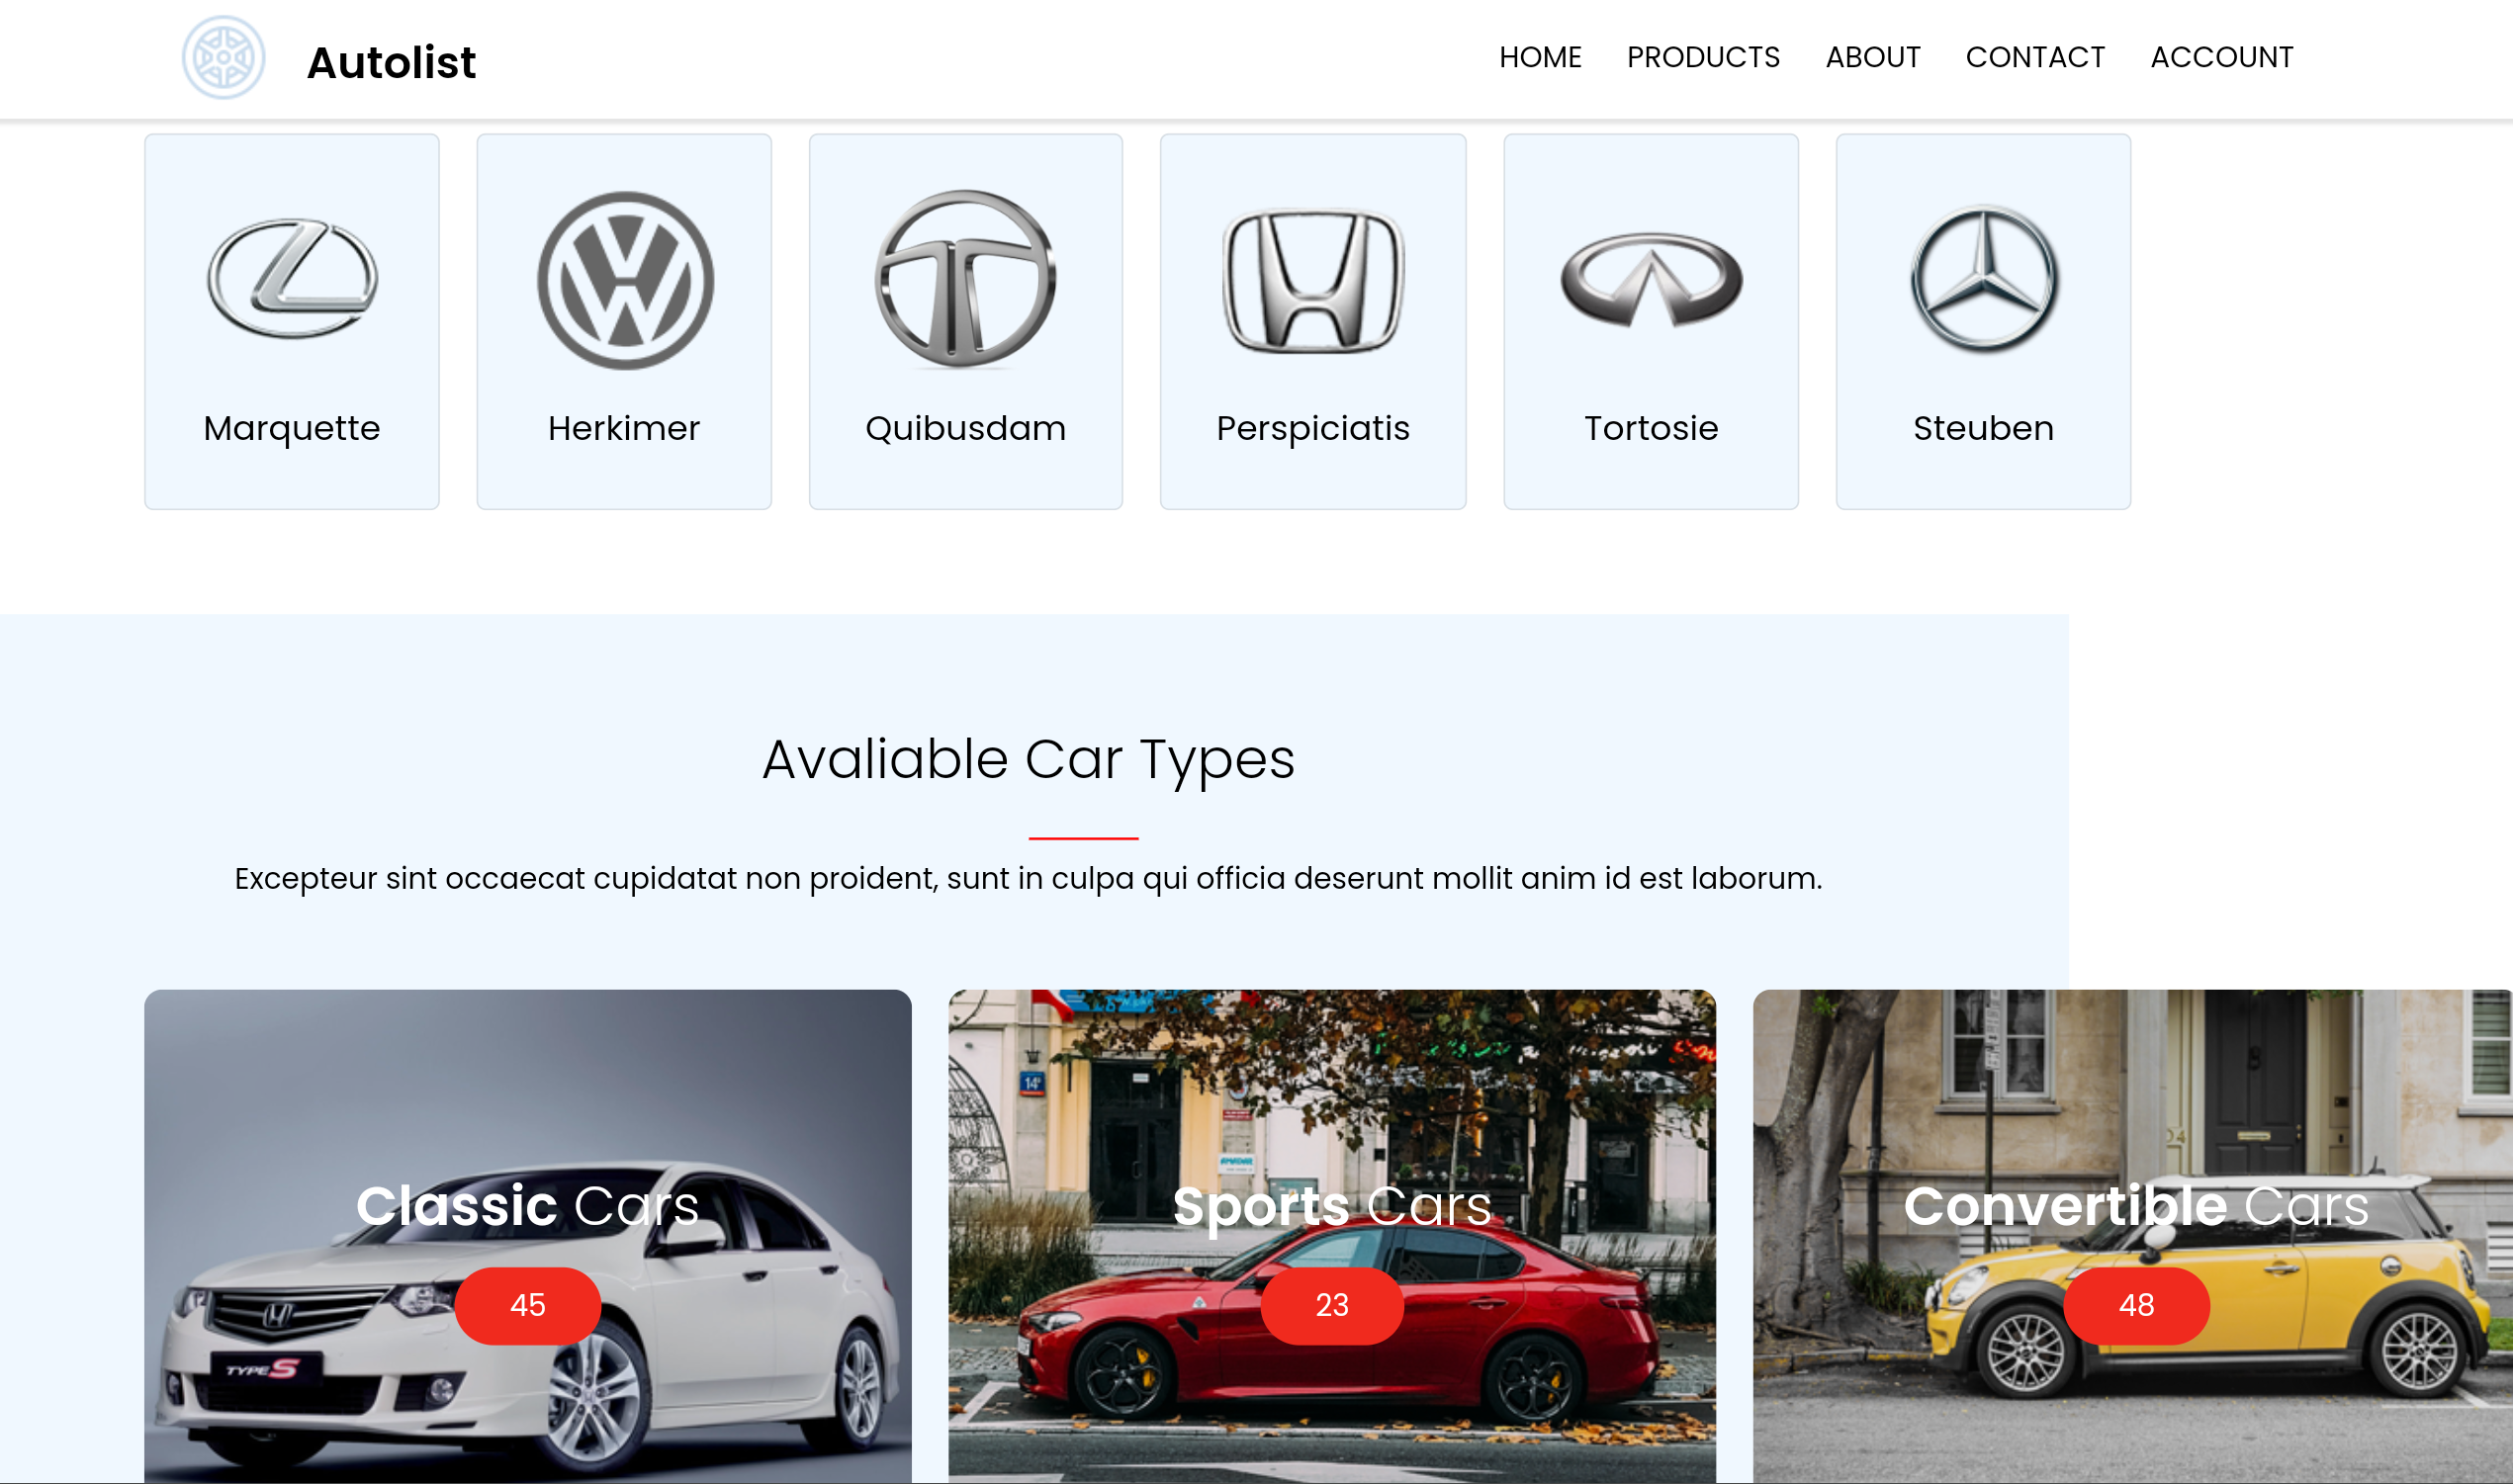 Autolist
HOME PRODUCTS ABOUT CONTACT ACCOUNT
Marquette Herkimer Quibusdam Perspiciatis Tortosie Steuben
Avaliable Car Types
Excepteur sint occaecat cupidatat non proident, sunt in culpa qui officia deserunt mollit anim id est laborum.
14
Classic Cars Sports Cars Convertible Cars
45 23 48
TYPE S